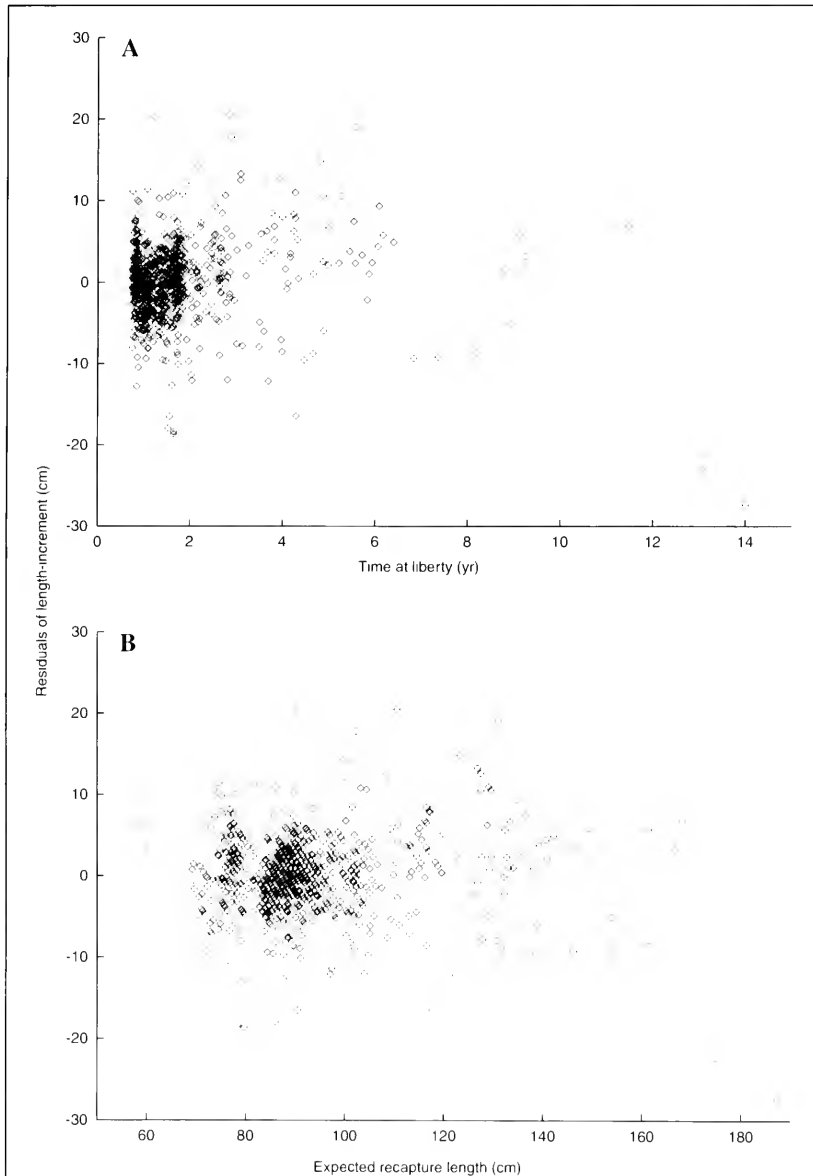 A
30
20
10
0
-10
-20
-30
0 2 4 6 8 10 12 14
Time at liberty (yr)
Residuals of length-increment (cm)
B
30
20
10
0
-10
-20
-30
60 80 100 120 140 160 180
Expected recapture length (cm)